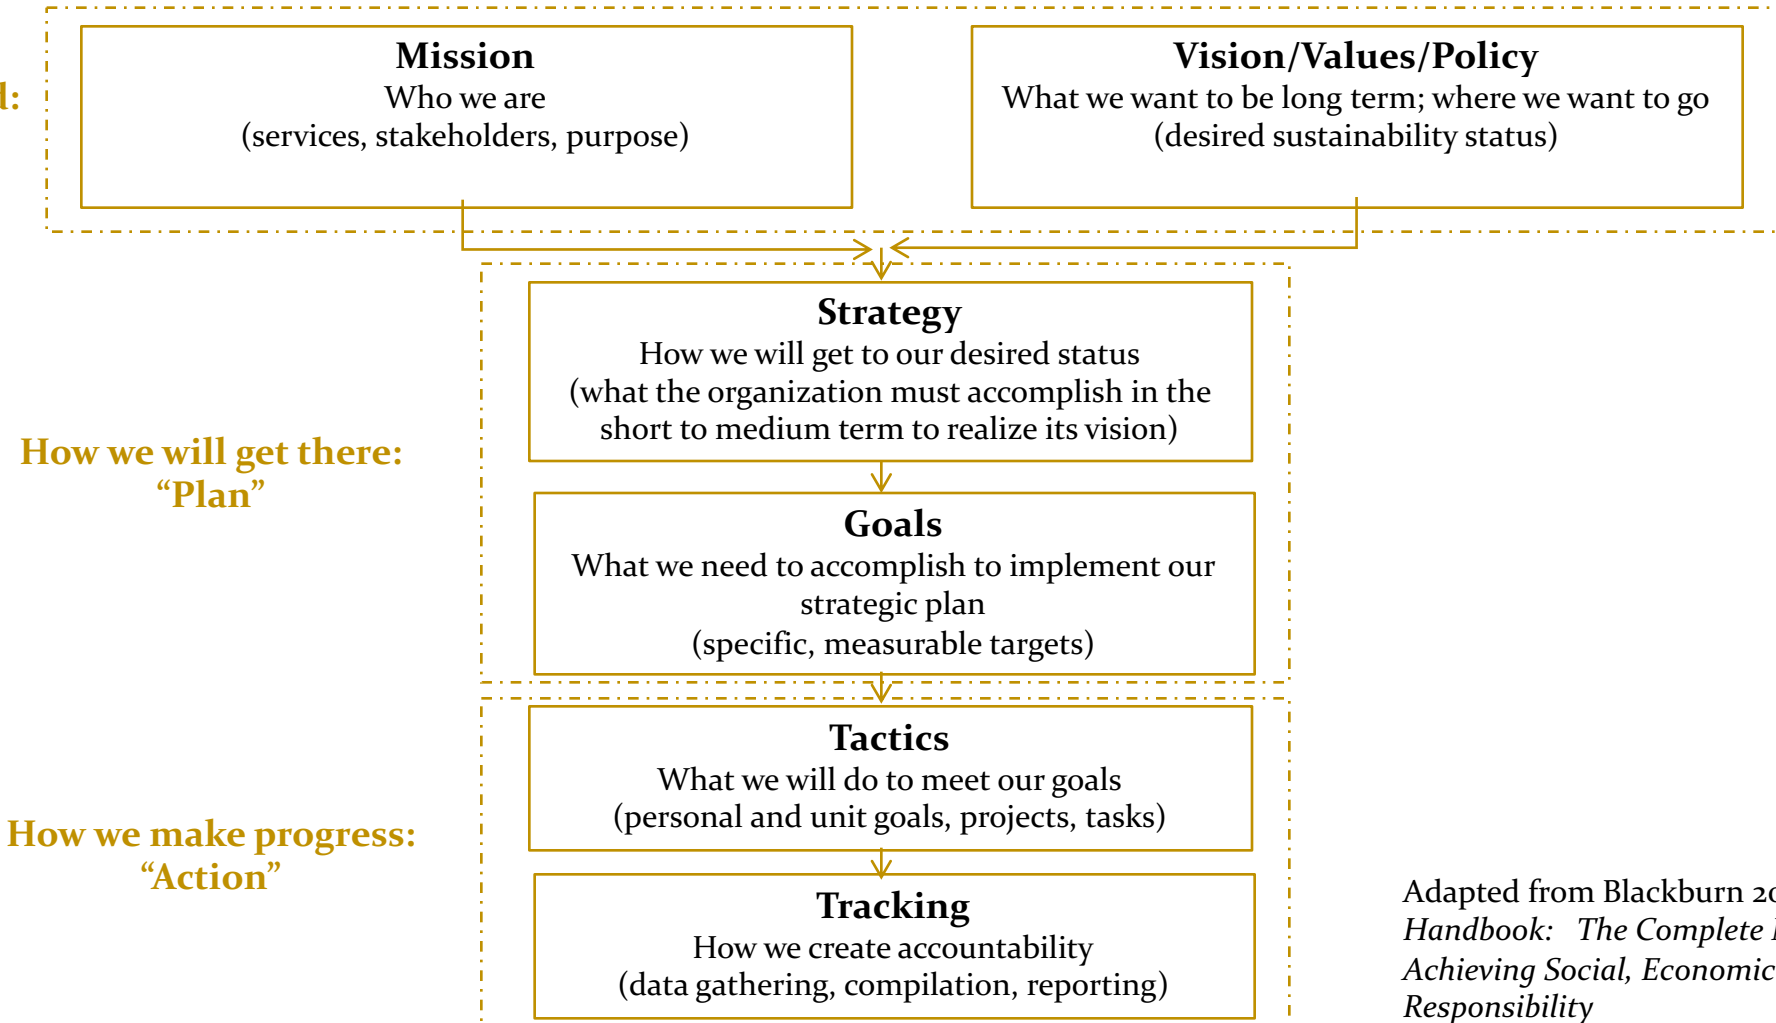 Mission
Who we are
(services, stakeholders, purpose)
Vision/Values/Policy
What we want to be long term; where we want to go
(desired sustainability status)
Strategy
How we will get to our desired status
(what the organization must accomplish in the
short to medium term to realize its vision)
How we will get there:
“Plan”
Goals
What we need to accomplish to implement our
strategic plan
(specific, measurable targets)
Tactics
What we will do to meet our goals
(personal and unit goals, projects, tasks)
How we make progress:
“Action”
Tracking
How we create accountability
(data gathering, compilation, reporting)
Adapted from Blackburn
Handbook: The Complete
Achieving Social, Economic
Responsibility